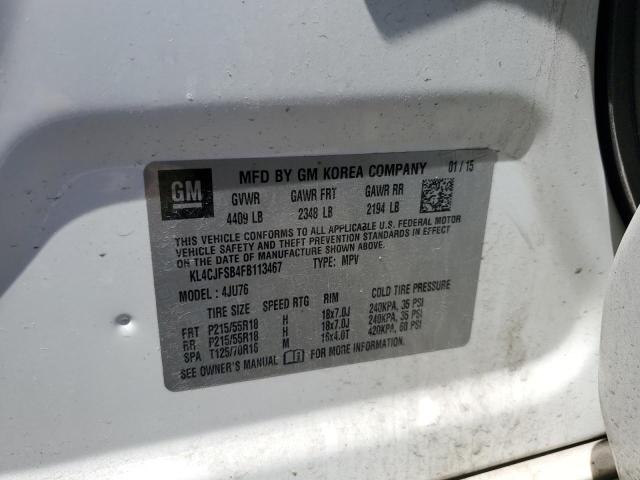 GM MFD BY GM KOREA COMPANY 01/15
GVWR GAWR FRT GAWR RR
4409 LB 2348 LB 2194 LB
THIS VEHICLE CONFORMS TO ALL APPLICABLE U.S. FEDERAL MOTOR
VEHICLE SAFETY, BUMPER, AND THEFT PREVENTION STANDARDS IN EFFECT ON
THE DATE OF MANUFACTURE SHOWN ABOVE.
KL4CJFSB4FB113467 TYPE: MPV
MODEL: 4JU76
TIRE SIZE SPEED RTG RIM COLD TIRE PRESSURE
FRT P215/55R18 H 18x7.0J 240KPA, 35 PSI
RR P215/55R18 H 18x7.0J 240KPA, 35 PSI
SPA T125/70R16 M 16x4.0T 420KPA, 60 PSI
SEE OWNER'S MANUAL FOR MORE INFORMATION.